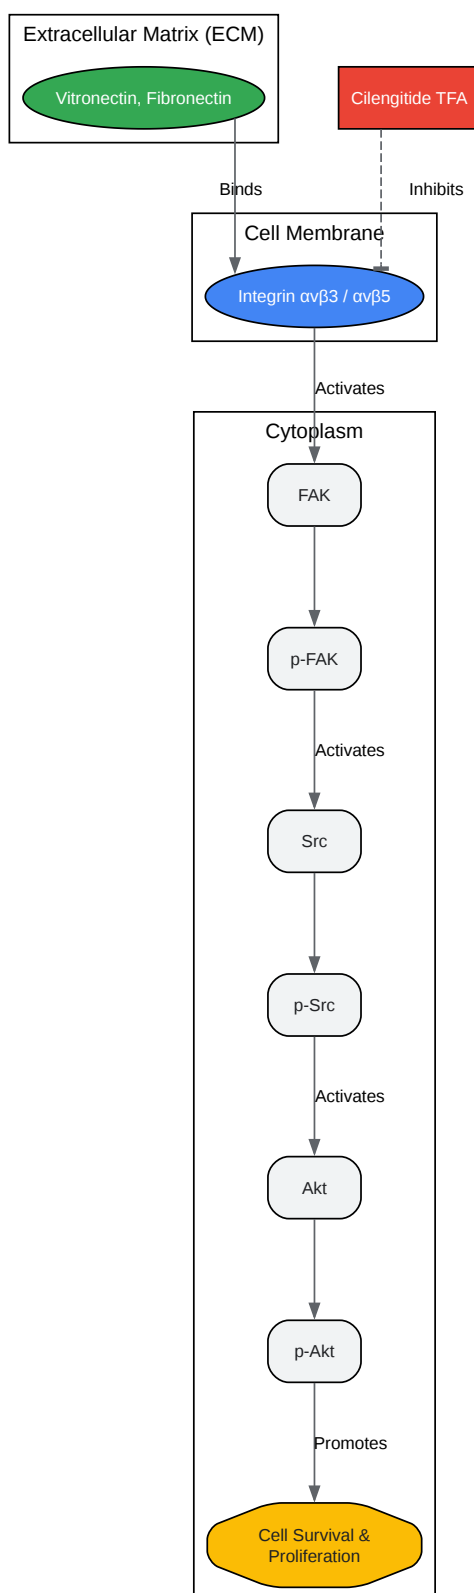 Extracellular Matrix (ECM)
Vitronectin, Fibronectin
Cilengitide TFA
Binds
Inhibits
Cell Membrane
Integrin αvβ3 / αvβ5
Activates
Cytoplasm
FAK
p-FAK
Activates
Src
p-Src
Activates
Akt
p-Akt
Promotes
Cell Survival &
Proliferation